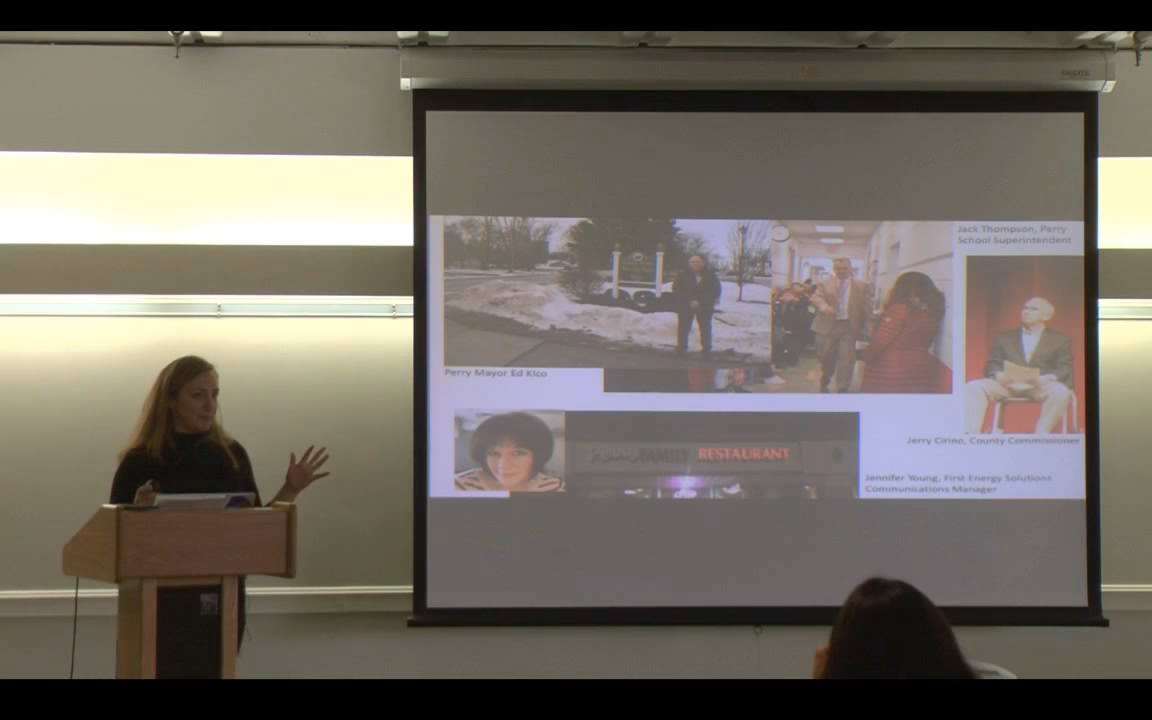 Jack Thompson, Perry
School Superintendent
Perry Mayor Ed Klco
Jerry Cirino, County Commissioner
FAMILY RESTAURANT
Jennifer Young, First Energy Solutions
Communications Manager